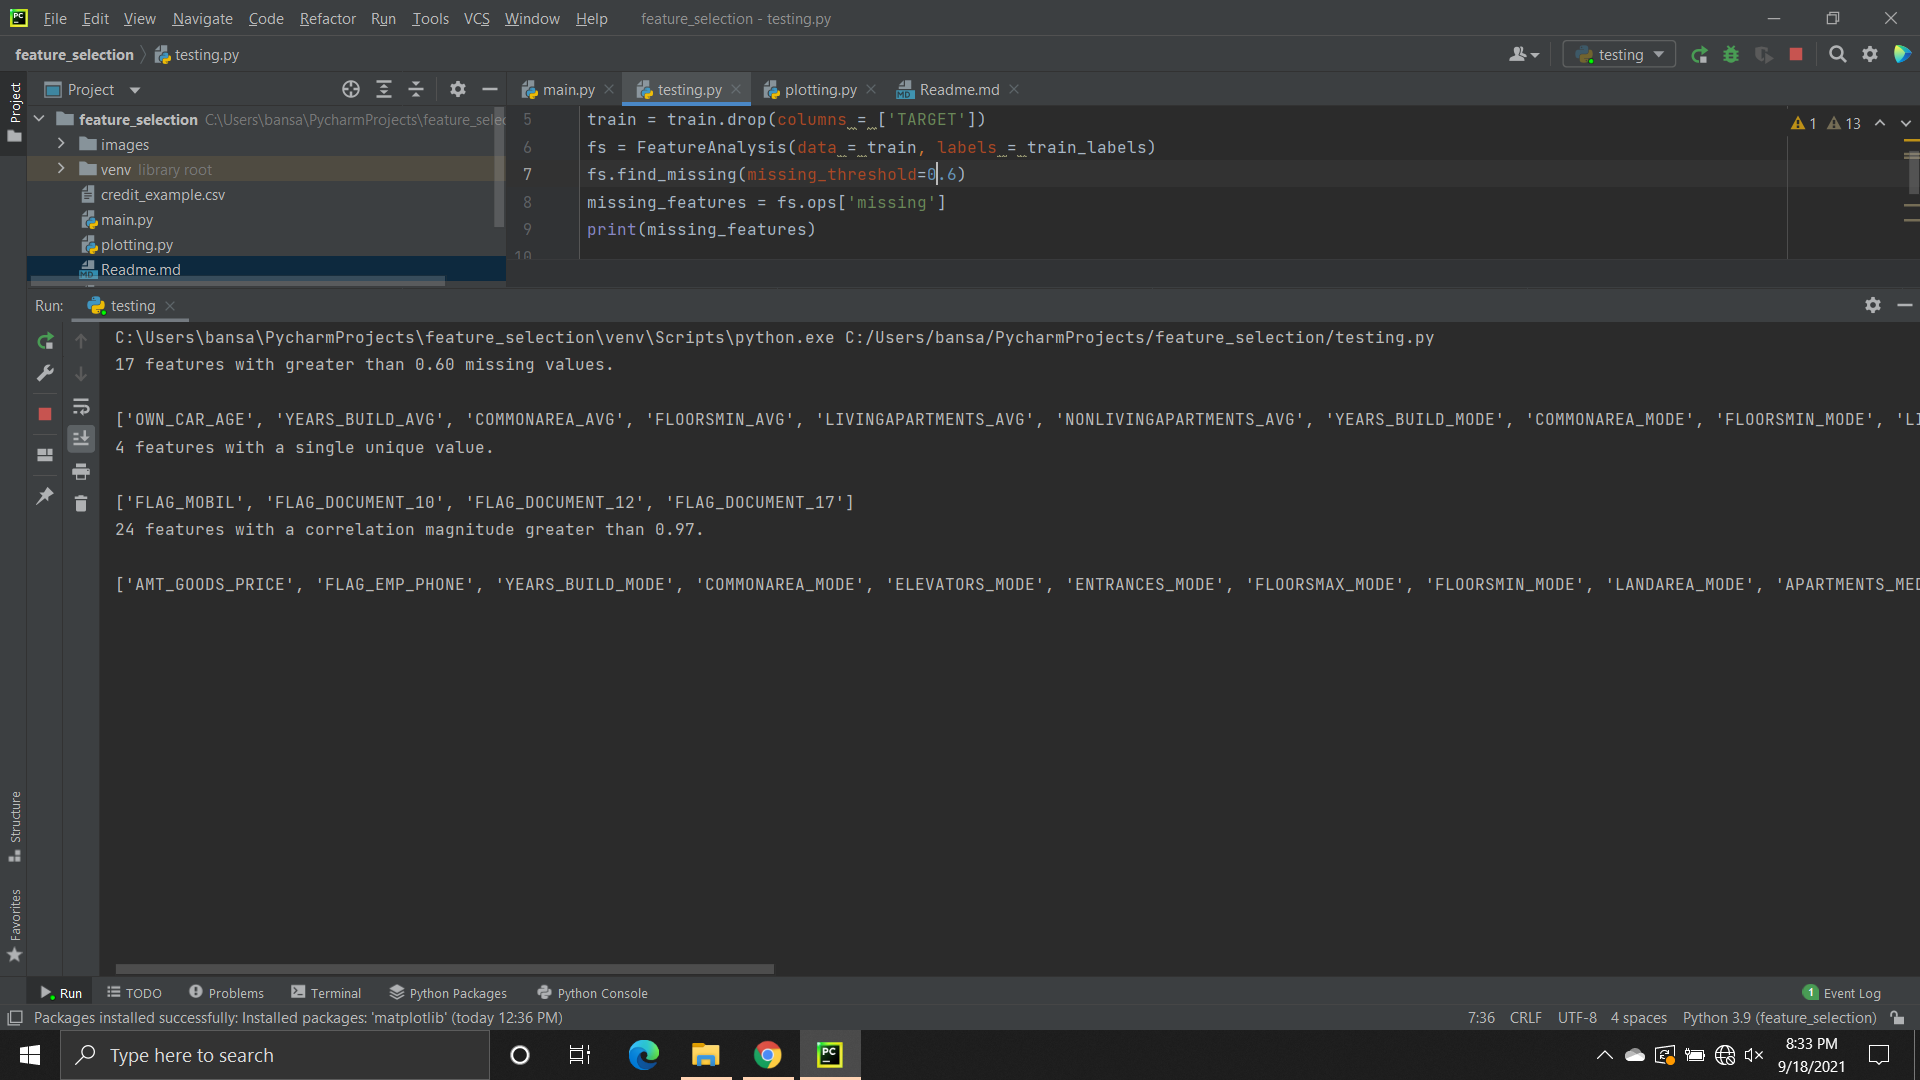 File Edit View Navigate Code Refactor Run Tools VCS Window Help feature_selection - testing.py
feature_selection testing.py
testing
Project
Project
main.py testing.py plotting.py Readme.md
feature_selection C:\Users\bansa\PycharmProjects\feature_selec
images
venv library root
credit_example.csv
main.py
plotting.py
Readme.md
5 train = train.drop(columns = ['TARGET'])
6 fs = FeatureAnalysis(data = train, labels = train_labels)
7 fs.find_missing(missing_threshold=0.6)
8 missing_features = fs.ops['missing']
9 print(missing_features)
10
1 13
Run: testing
C:\Users\bansa\PycharmProjects\feature_selection\venv\Scripts\python.exe C:/Users/bansa/PycharmProjects/feature_selection/testing.py
17 features with greater than 0.60 missing values.
['OWN_CAR_AGE', 'YEARS_BUILD_AVG', 'COMMONAREA_AVG', 'FLOORSMIN_AVG', 'LIVINGAPARTMENTS_AVG', 'NONLIVINGAPARTMENTS_AVG', 'YEARS_BUILD_MODE', 'COMMONAREA_MODE', 'FLOORSMIN_MODE', 'LI
4 features with a single unique value.
['FLAG_MOBIL', 'FLAG_DOCUMENT_10', 'FLAG_DOCUMENT_12', 'FLAG_DOCUMENT_17']
24 features with a correlation magnitude greater than 0.97.
['AMT_GOODS_PRICE', 'FLAG_EMP_PHONE', 'YEARS_BUILD_MODE', 'COMMONAREA_MODE', 'ELEVATORS_MODE', 'ENTRANCES_MODE', 'FLOORSMAX_MODE', 'FLOORSMIN_MODE', 'LANDAREA_MODE', 'APARTMENTS_MED
Structure
Favorites
Run TODO Problems Terminal Python Packages Python Console 1 Event Log
Packages installed successfully: Installed packages: 'matplotlib' (today 12:36 PM) 7:36 CRLF UTF-8 4 spaces Python 3.9 (feature_selection)
Type here to search
8:33 PM
9/18/2021